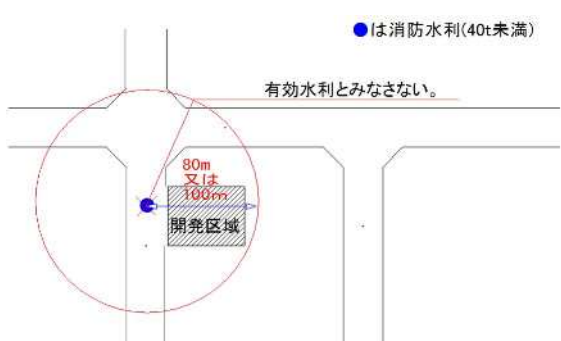 ●は消防水利(40t未満)
有効水利とみなさない。
80m
又は
100m
開発区域